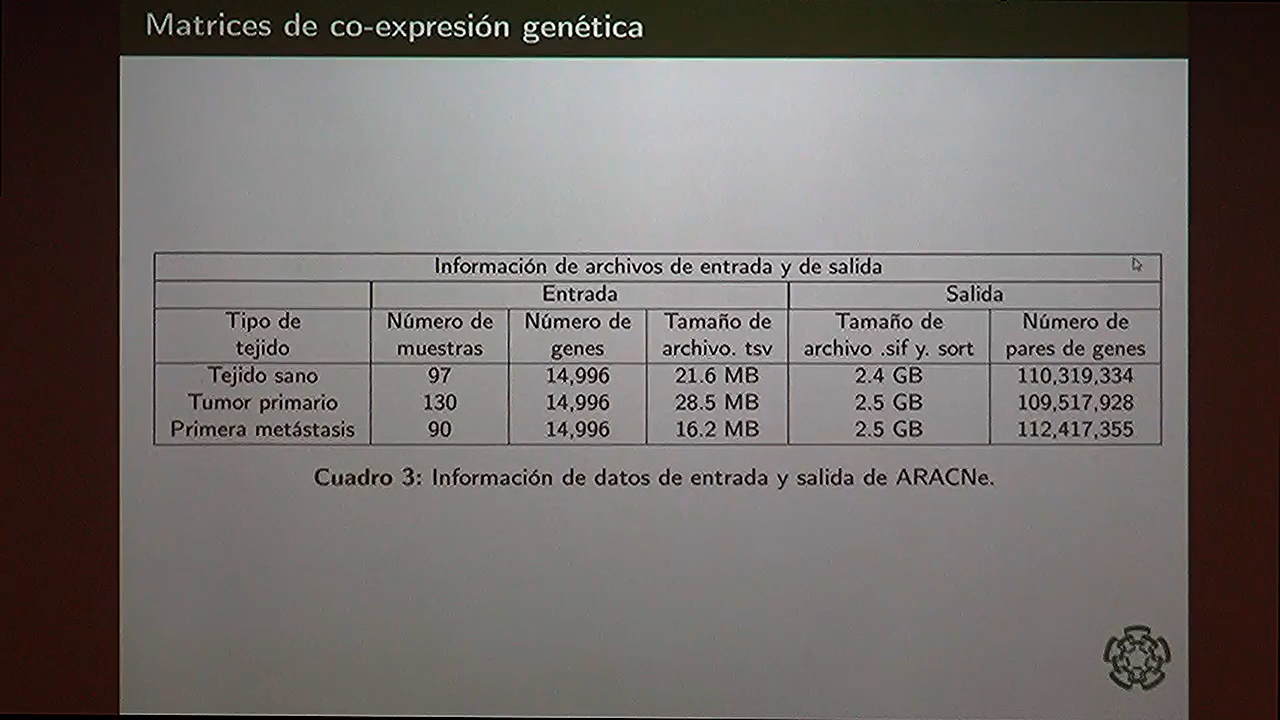 Matrices de co-expresión genética
Información de archivos de entrada y de salida
Entrada Salida
Tipo de tejido Número de muestras Número de genes Tamaño de archivo. tsv Tamaño de archivo .sif y. sort Número de pares de genes
Tejido sano 97 14,996 21.6 MB 2.4 GB 110,319,334
Tumor primario 130 14,996 28.5 MB 2.5 GB 109,517,928
Primera metástasis 90 14,996 16.2 MB 2.5 GB 112,417,355
Cuadro 3: Información de datos de entrada y salida de ARACNe.